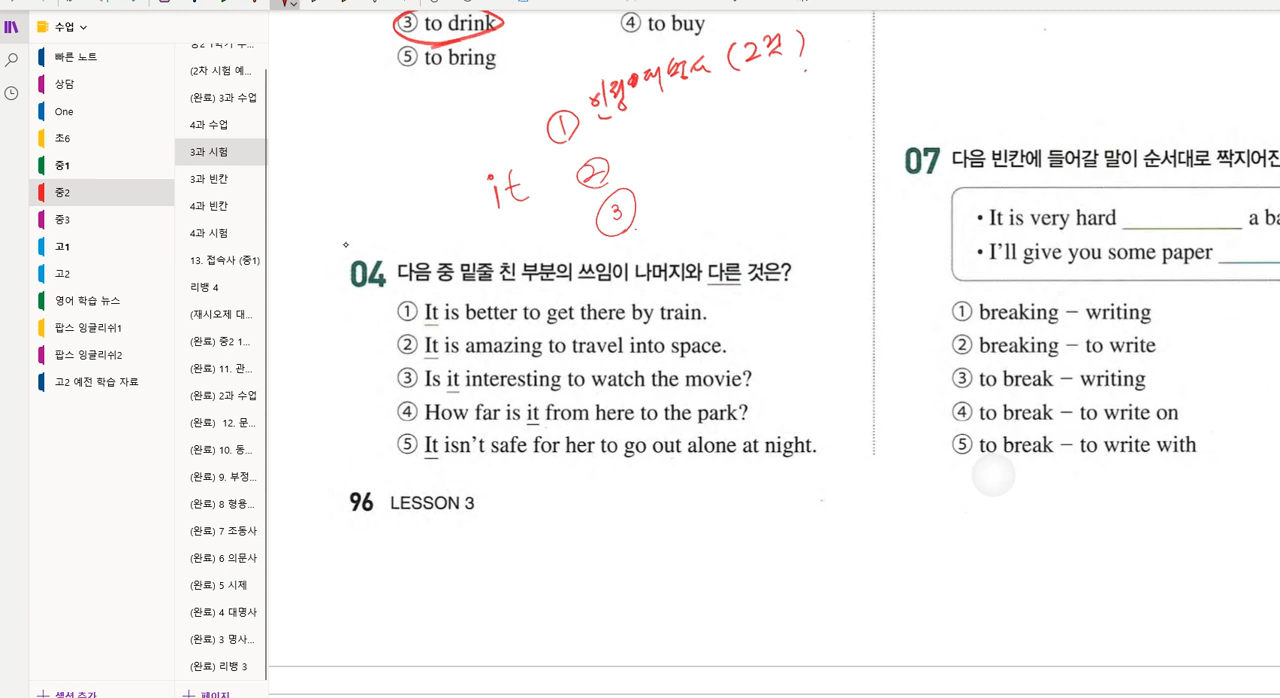 수업
빠른 노트
상담
One
초6
중1
중2
중3
고1
고2
영어 학습 뉴스
팝스 잉글리쉬1
팝스 잉글리쉬2
고2 예전 학습 자료
섹션 추가
(2차 시험 예...
(완료) 3과 수업
4과 수업
3과 시험
3과 빈칸
4과 빈칸
4과 시험
13. 접속사 (중1)
리뱅 4
(재시오제 대...
(완료) 중2 1...
(완료) 11. 관...
(완료) 2과 수업
(완료) 12. 문...
(완료) 10. 동...
(완료) 9. 부정...
(완료) 8 형용...
(완료) 7 조동사
(완료) 6 의문사
(완료) 5 시제
(완료) 4 대명사
(완료) 3 명사...
(완료) 리뱅 3
페이지
③ to drink ④ to buy
⑤ to bring
① 인칭대명사 (2전?)
it ②
③
04 다음 중 밑줄 친 부분의 쓰임이 나머지와 다른 것은?
① It is better to get there by train.
② It is amazing to travel into space.
③ Is it interesting to watch the movie?
④ How far is it from here to the park?
⑤ It isn't safe for her to go out alone at night.
96 LESSON 3
07 다음 빈칸에 들어갈 말이 순서대로 짝지어진
• It is very hard __________ a ba
• I'll give you some paper
① breaking – writing
② breaking – to write
③ to break – writing
④ to break – to write on
⑤ to break – to write with